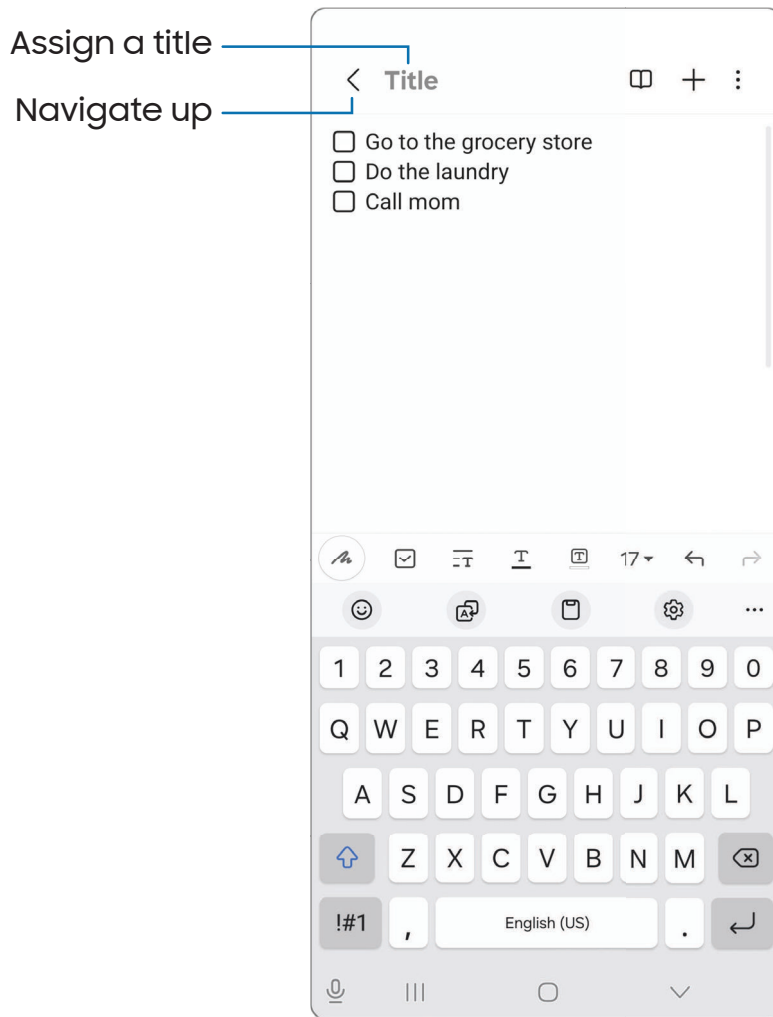 Assign a title
Title
Navigate up
Go to the grocery store
Do the laundry
Call mom
T
T
T
17
A
1 2 3 4 5 6 7 8 9 0
Q W E R T Y U I O P
A S D F G H J K L
Z X C V B N M
!#1 , English (US) .